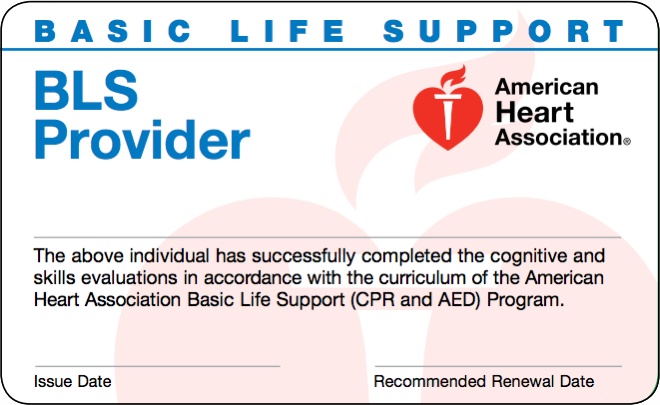 BASIC LIFE SUPPORT
BLS
Provider
American
Heart
Association®
The above individual has successfully completed the cognitive and
skills evaluations in accordance with the curriculum of the American
Heart Association Basic Life Support (CPR and AED) Program.
Issue Date
Recommended Renewal Date